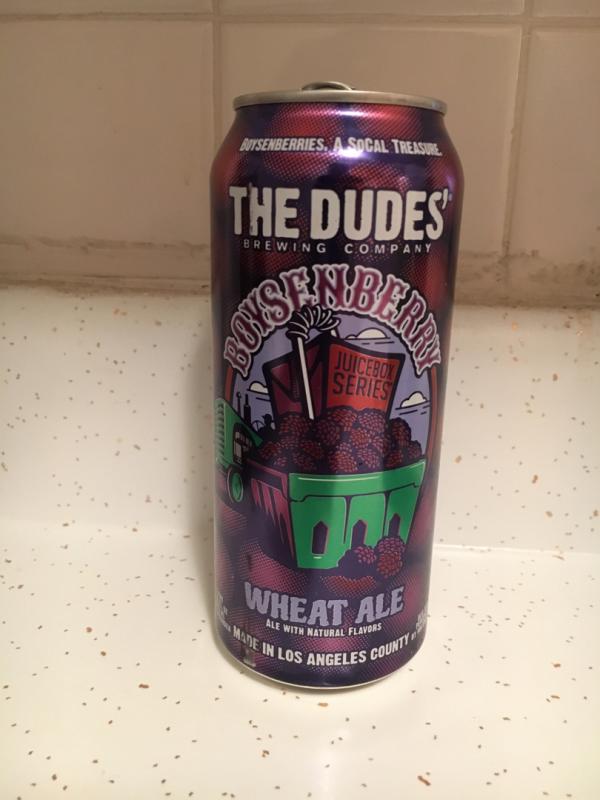 BOYSENBERRIES, A SOCAL TREASURE.
THE DUDES'
BREWING COMPANY
BOYSENBERRY
JUICEBOX
SERIES
WHEAT ALE
ALE WITH NATURAL FLAVORS
MADE IN LOS ANGELES COUNTY